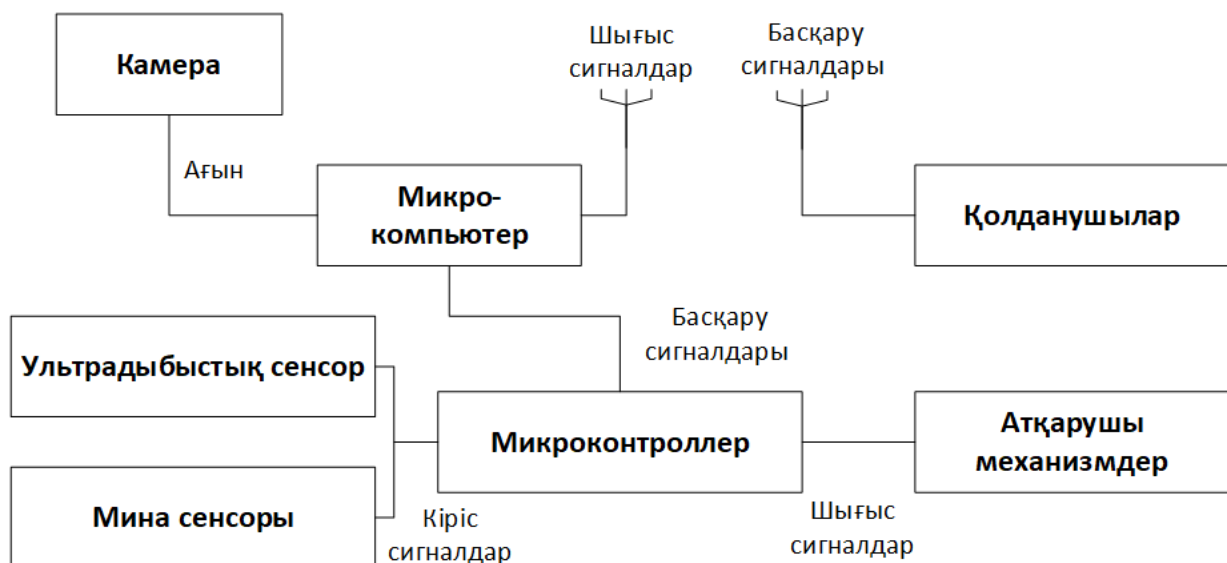 Камера
Шығыс
сигналдар
Басқару
сигналдары
Ағын
Микро-
компьютер
Қолданушылар
Басқару
сигналдары
Ультрадыбыстық сенсор
Микроконтроллер
Атқарушы
механизмдер
Мина сенсоры
Кіріс
сигналдар
Шығыс
сигналдар